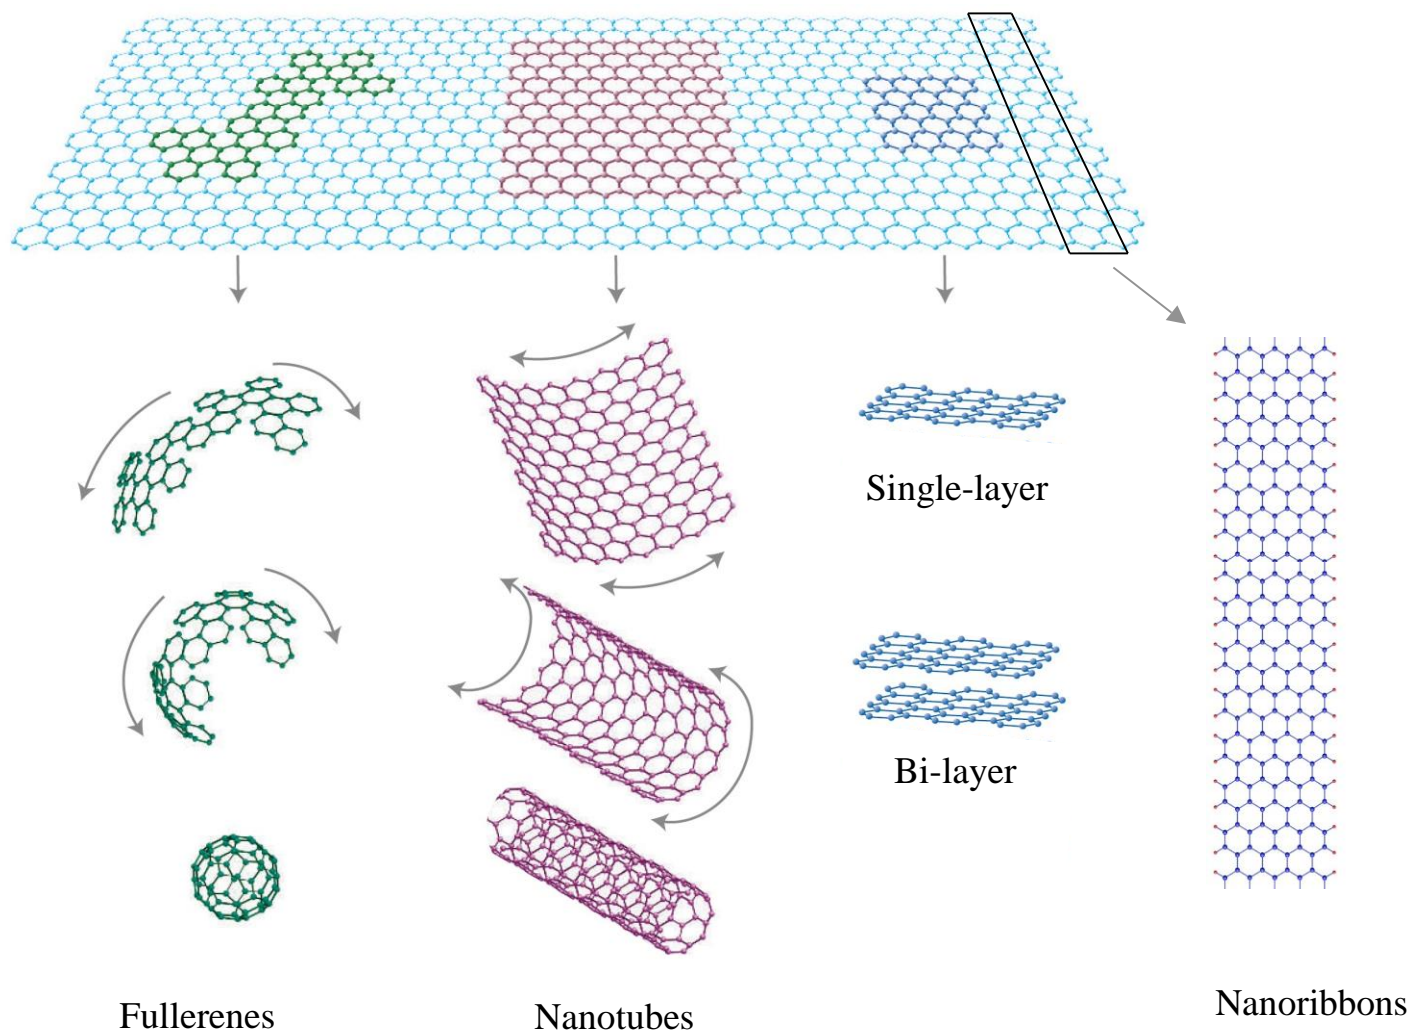 Single-layer
Bi-layer
Fullerenes
Nanotubes
Nanoribbons